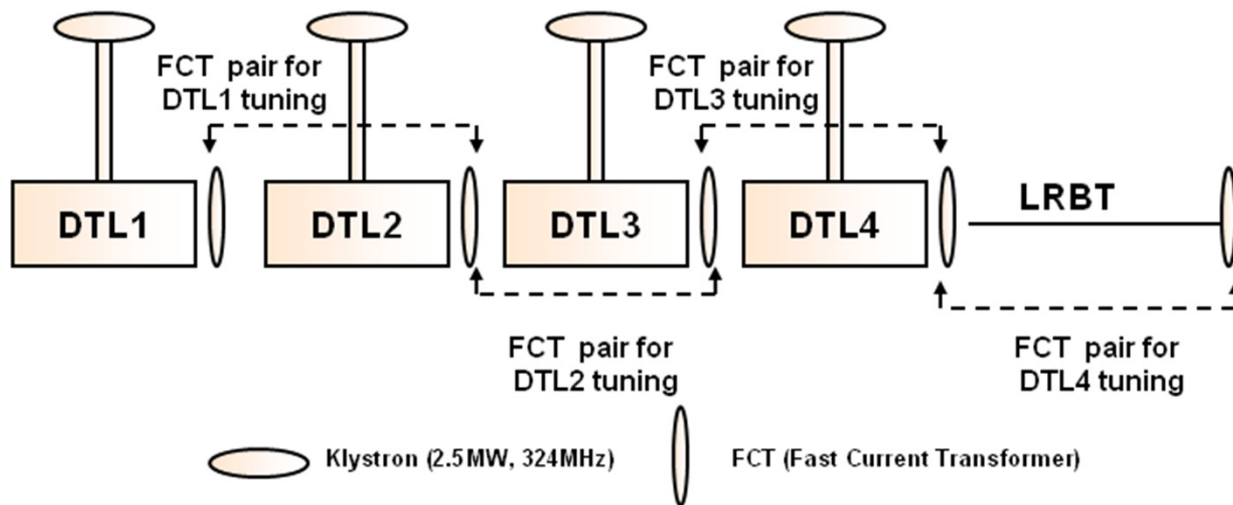 FCT pair for
DTL1 tuning
FCT pair for
DTL3 tuning
DTL1
DTL2
DTL3
DTL4
LRBT
FCT pair for
DTL2 tuning
FCT pair for
DTL4 tuning
Klystron (2.5MW, 324MHz)
FCT (Fast Current Transformer)